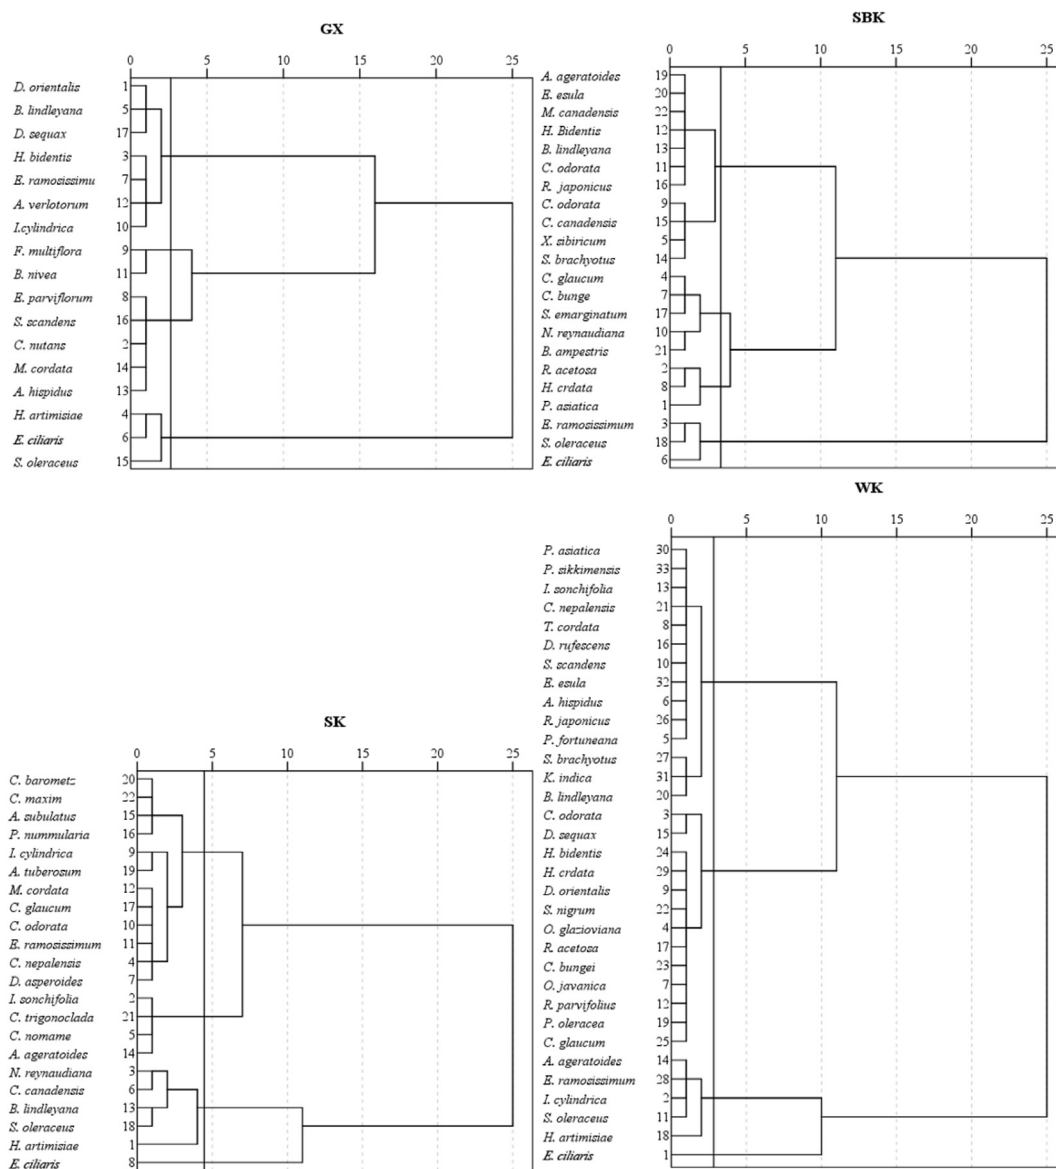 GX
0 5 10 15 20 25
D. orientalis 1
B. lindleyana 5
D. sequax 17
H. bidentis 3
E. ramosissimu 7
A. verlotorum 12
I.cylindrica 10
F. multiflora 9
B. nivea 11
E. parviflorum 8
S. scandens 16
C. nutans 2
M. cordata 14
A. hispidus 13
H. artimisiae 4
E. ciliaris 6
S. oleraceus 15
SBK
0 5 10 15 20 25
A. ageratoides 19
E. esula 20
M. canadensis 22
H. Bidentis 12
B. lindleyana 13
C. odorata 11
R. japonicus 16
C. odorata 9
C. canadensis 15
X. sibiricum 5
S. brachyotus 14
C. glaucum 4
C. bunge 7
S. emarginatum 17
N. reynaudiana 10
B. ampestris 21
R. acetosa 2
H. crdata 8
P. asiatica 1
E. ramosissimum 3
S. oleraceus 18
E. ciliaris 6
SK
0 5 10 15 20 25
C. barometz 20
C. maxim 22
A. subulatus 15
P. nummularia 16
I. cylindrica 9
A. tuberosum 19
M. cordata 12
C. glaucum 17
C. odorata 10
E. ramosissimum 11
C. nepalensis 4
D. asperoides 7
I. sonchifolia 2
C. trigonoclada 21
C. nomame 5
A. ageratoides 14
N. reynaudiana 3
C. canadensis 6
B. lindleyana 13
S. oleraceus 18
H. artimisiae 1
E. ciliaris 8
WK
0 5 10 15 20 25
P. asiatica 30
P. sikkimensis 33
I. sonchifolia 13
C. nepalensis 21
T. cordata 8
D. rufescens 16
S. scandens 10
E. esula 32
A. hispidus 6
R. japonicus 26
P. fortuneana 5
S. brachyotus 27
K. indica 31
B. lindleyana 20
C. odorata 3
D. sequax 15
H. bidentis 24
H. crdata 29
D. orientalis 9
S. nigrum 22
O. glazioviana 4
R. acetosa 17
C. bungei 23
O. javanica 7
R. parvifolius 12
P. oleracea 19
C. glaucum 25
A. ageratoides 14
E. ramosissimum 28
I. cylindrica 2
S. oleraceus 11
H. artimisiae 18
E. ciliaris 1